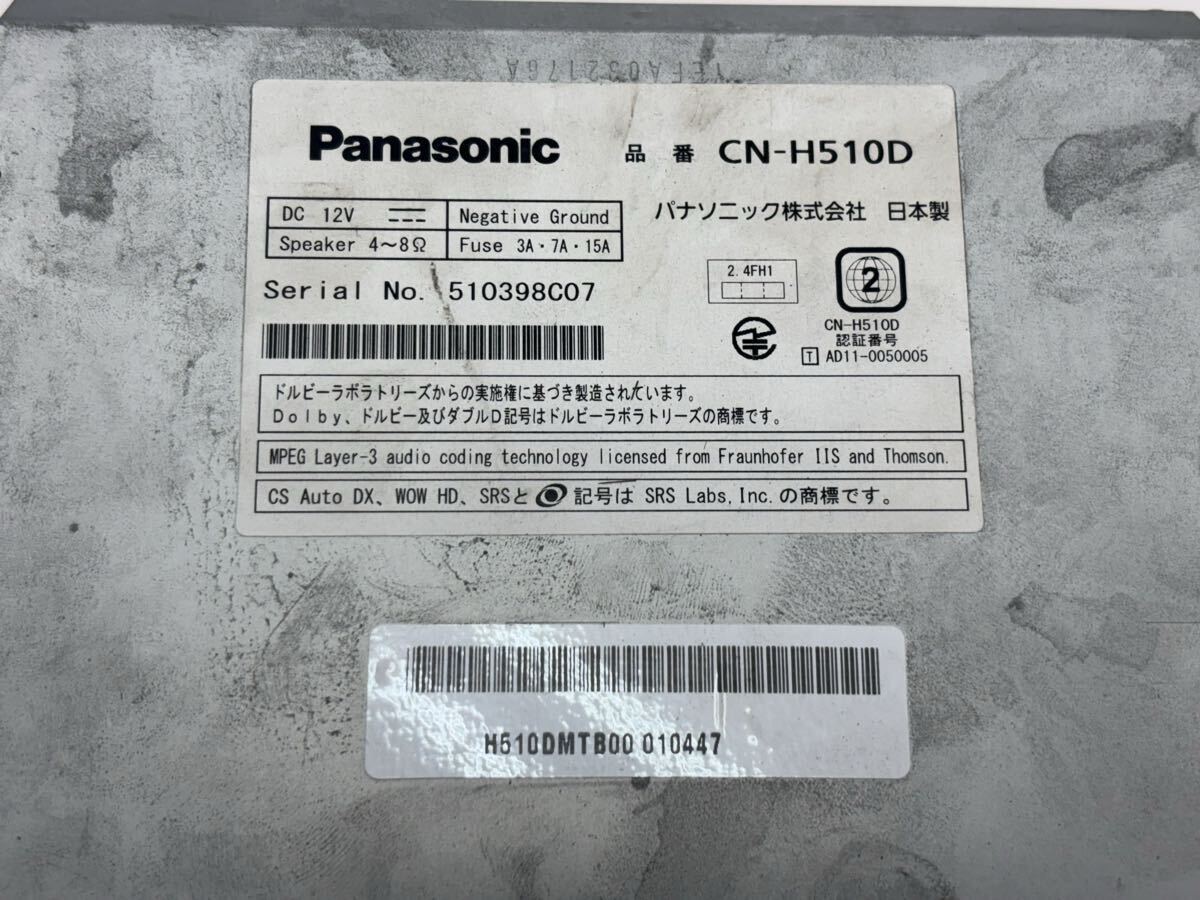 YEFA032176A
Panasonic 品番 CN-H510D
DC 12V Negative Ground
Speaker 4～8Ω Fuse 3A・7A・15A
パナソニック株式会社 日本製
Serial No. 510398C07
2.4FH1
2
CN-H510D
認証番号
T AD11-0050005
ドルビーラボラトリーズからの実施権に基づき製造されています。
Dolby、ドルビー及びダブルD記号はドルビーラボラトリーズの商標です。
MPEG Layer-3 audio coding technology licensed from Fraunhofer IIS and Thomson.
CS Auto DX、WOW HD、SRSと 記号は SRS Labs, Inc.の商標です。
H510DMTB00 010447